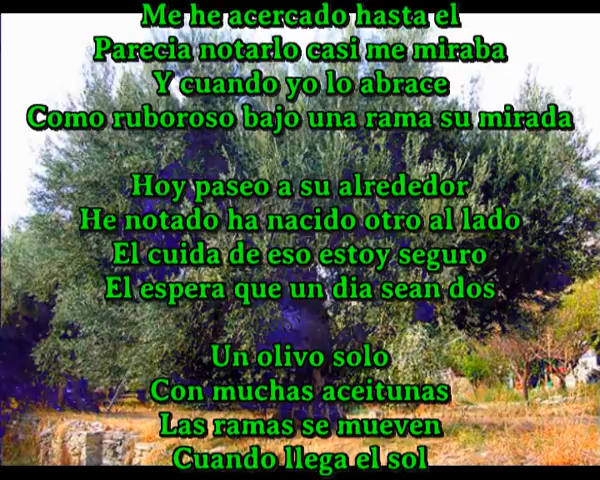 Me he acercado hasta el
Parecia notarlo casi me miraba
Y cuando yo lo abrace
Como ruboroso bajo una rama su mirada
Hoy paseo a su alrededor
He notado ha nacido otro al lado
El cuida de eso estoy seguro
El espera que un dia sean dos
Un olivo solo
Con muchas aceitunas
Las ramas se mueven
Cuando llega el sol